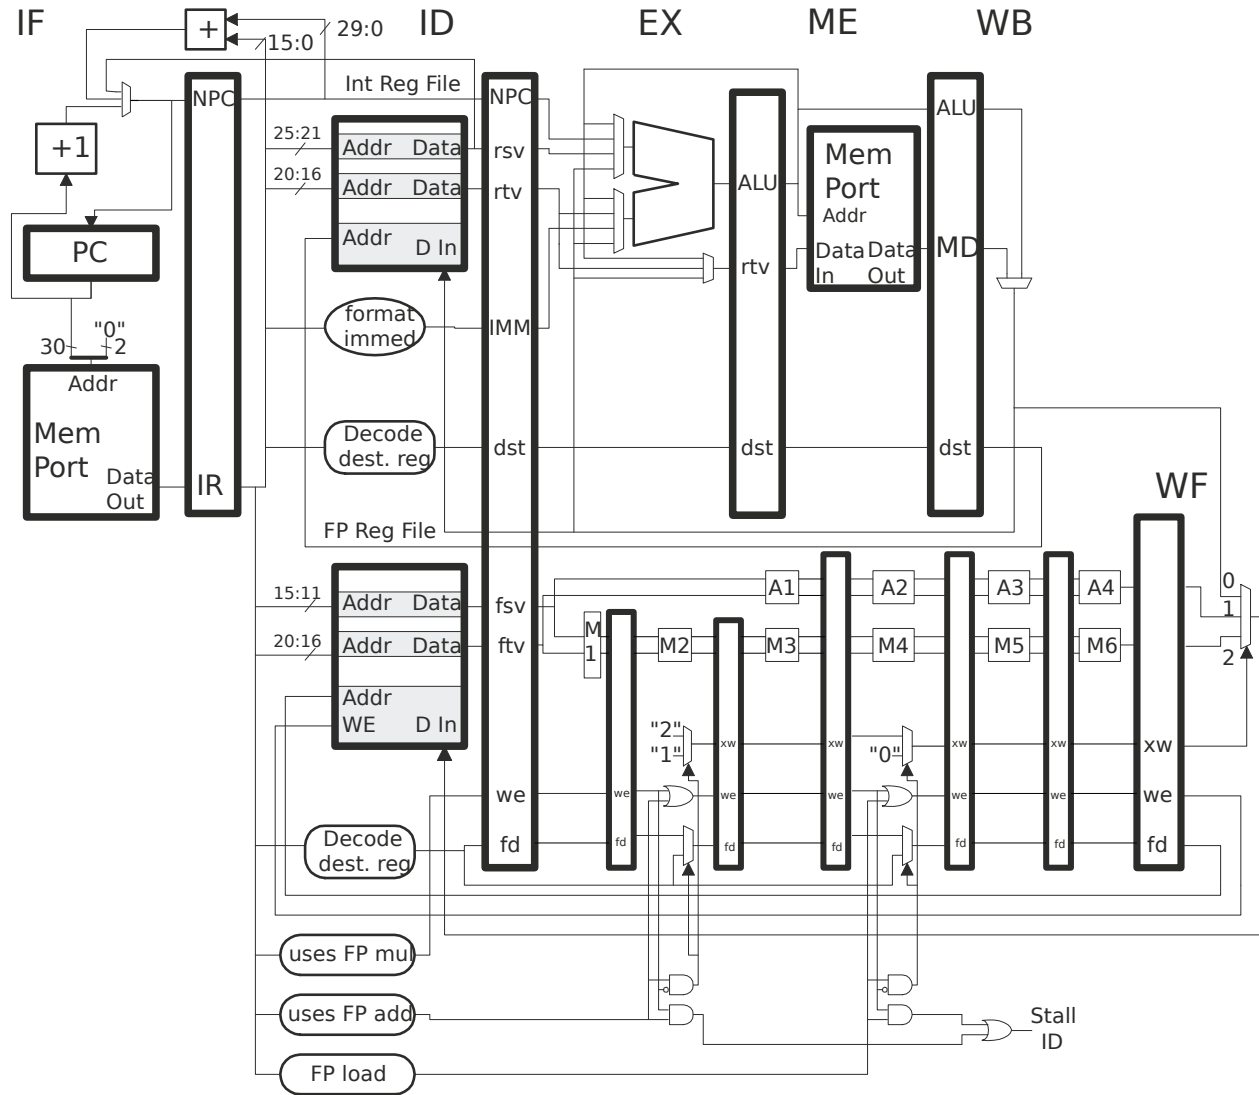 IF
ID
EX
ME
WB
+
15:0
29:0
Int Reg File
NPC
NPC
ALU
+1
25:21
Addr
Data
rsv
20:16
Addr
Data
rtv
Addr
D In
ALU
Mem
Port
Addr
Data
In
Data
Out
MD
PC
rtv
format
immed
IMM
"0"
30
2
Addr
Mem
Port
Data
Out
IR
Decode
dest. reg
dst
dst
dst
WF
FP Reg File
15:11
Addr
Data
fsv
A1
A2
A3
A4
0
1
2
20:16
Addr
Data
ftv
M
1
M2
M3
M4
M5
M6
Addr
WE
D In
"2"
"1"
xw
xw
"0"
xw
xw
xw
we
we
we
we
we
we
we
Decode
dest. reg
fd
fd
fd
fd
fd
fd
fd
uses FP mul
uses FP add
Stall
ID
FP load